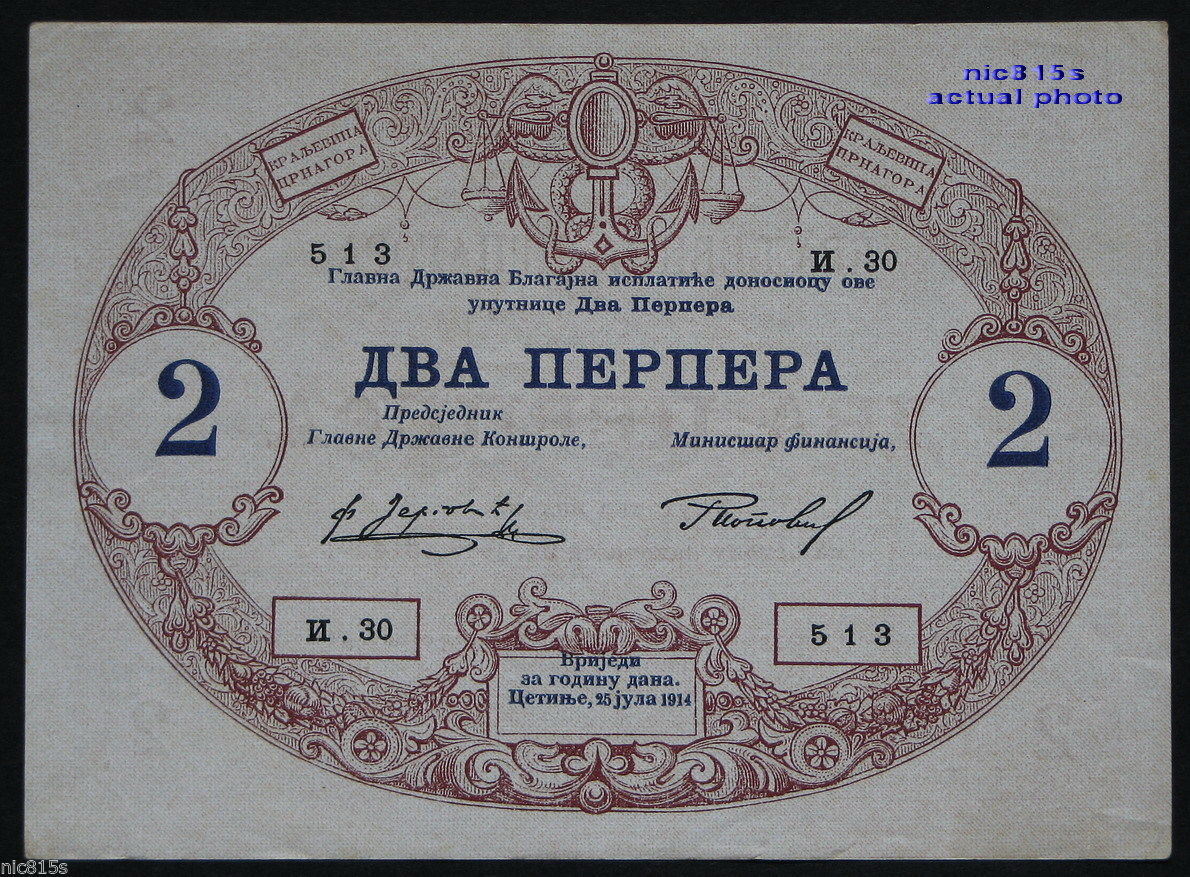 nic815s
actual photo
КРАЉЕВИНА
ЦРНАГОРА
КРАЉЕВИНА
ЦРНАГОРА
513
И . 30
Главна Државна Благајна исплатиће доносиоцу ове
упутнице Два Перпера
ДВА ПЕРПЕРА
2
2
Предсједник
Главне Државне Контроле,
Министар финансија,
И . 30
513
Вриједи
за годину дана.
Цетиње, 25 јула 1914
nic815s